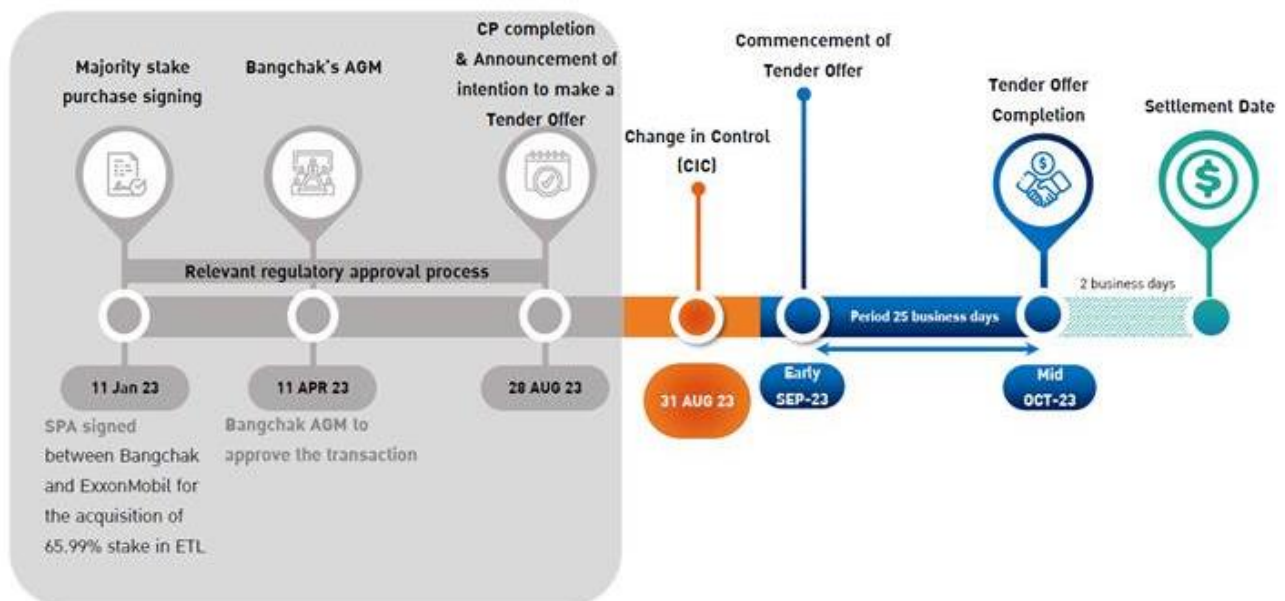 Majority stake
purchase signing
Bangchak's AGM
CP completion
& Announcement of
intention to make a
Tender Offer
Change in Control
(CIC)
Commencement of
Tender Offer
Tender Offer
Completion
Settlement Date
Relevant regulatory approval process
Period 25 business days
2 business days
11 Jan 23
11 APR 23
28 AUG 23
31 AUG 23
Early
SEP-23
Mid
OCT-23
SPA signed
between Bangchak
and ExxonMobil for
the acquisition of
65.99% stake in ETL
Bangchak AGM to
approve the transaction